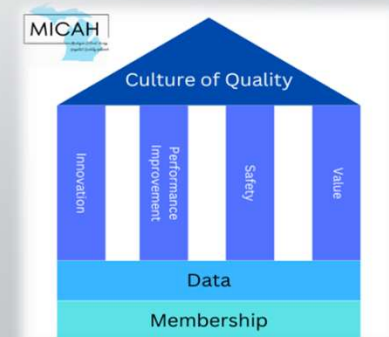 MICAH
Culture of Quality
Innovation
Performance
Improvement
Safety
Value
Data
Membership